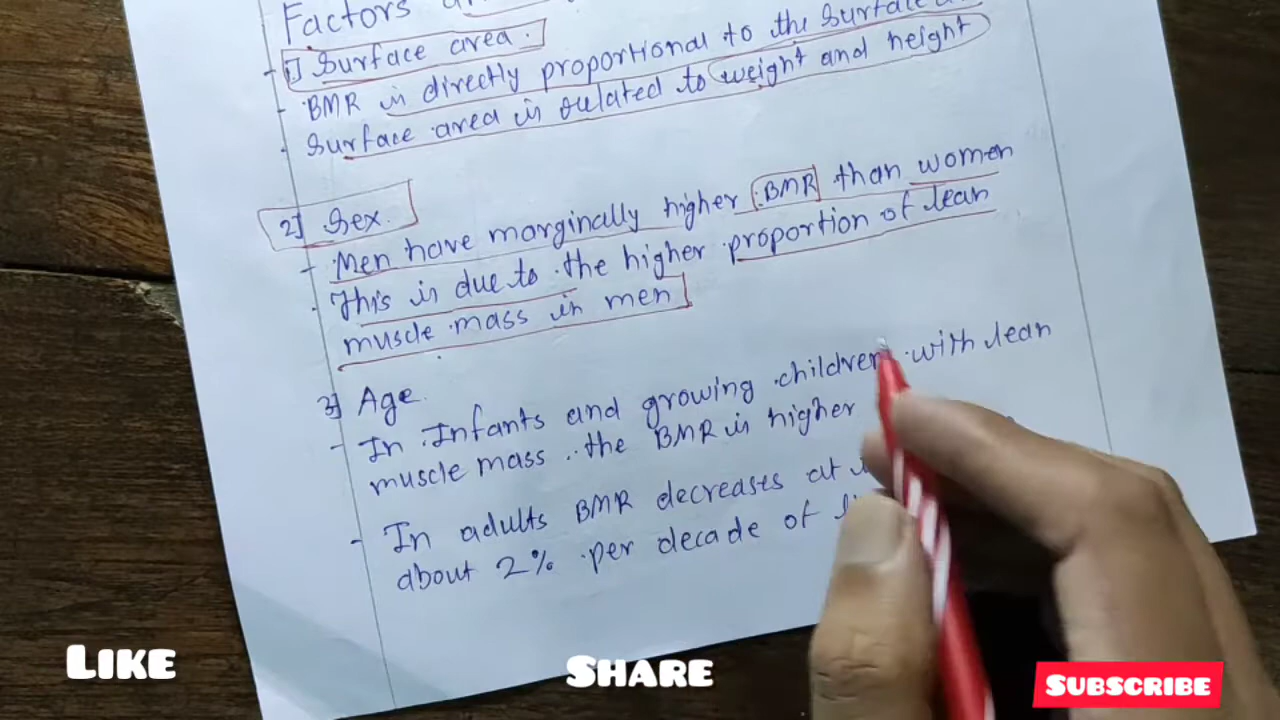 Factors
1] Surface area.
- BMR is directly proportional to the surface
- Surface area is related to weight and height
2] Sex.
- Men have marginally higher BMR than women
- This is due to the higher proportion of lean
muscle mass in men
3] Age.
- In Infants and growing children with lean
muscle mass the BMR is higher
- In adults BMR decreases at
about 2% per decade of
LIKE
SHARE
SUBSCRIBE